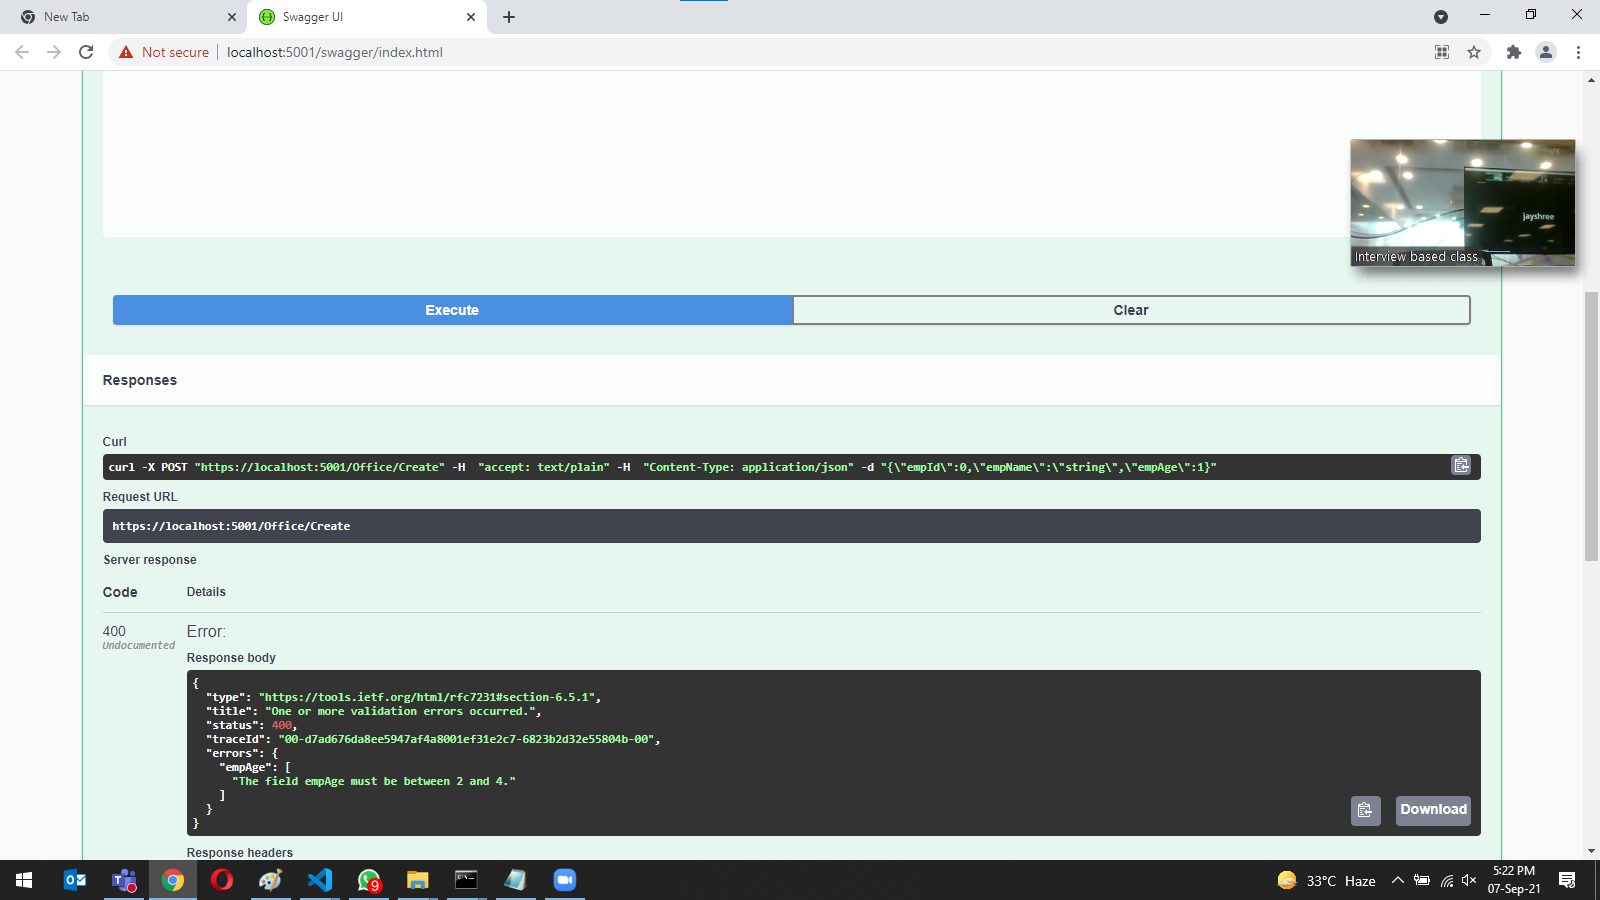 New Tab
Swagger UI
Not secure
localhost:5001/swagger/index.html
jayshree
Interview based class
Execute
Clear
Responses
Curl
curl -X POST "https://localhost:5001/Office/Create" -H  "accept: text/plain" -H  "Content-Type: application/json" -d "{\"empId\":0,\"empName\":\"string\",\"empAge\":1}"
Request URL
https://localhost:5001/Office/Create
Server response
Code Details
400 Error:
Undocumented
Response body
{
  "type": "https://tools.ietf.org/html/rfc7231#section-6.5.1",
  "title": "One or more validation errors occurred.",
  "status": 400,
  "traceId": "00-d7ad676da8ee5947af4a8001ef31e2c7-6823b2d32e55804b-00",
  "errors": {
    "empAge": [
      "The field empAge must be between 2 and 4."
    ]
  }
}
Download
Response headers
9
33°C Haze
5:22 PM
07-Sep-21